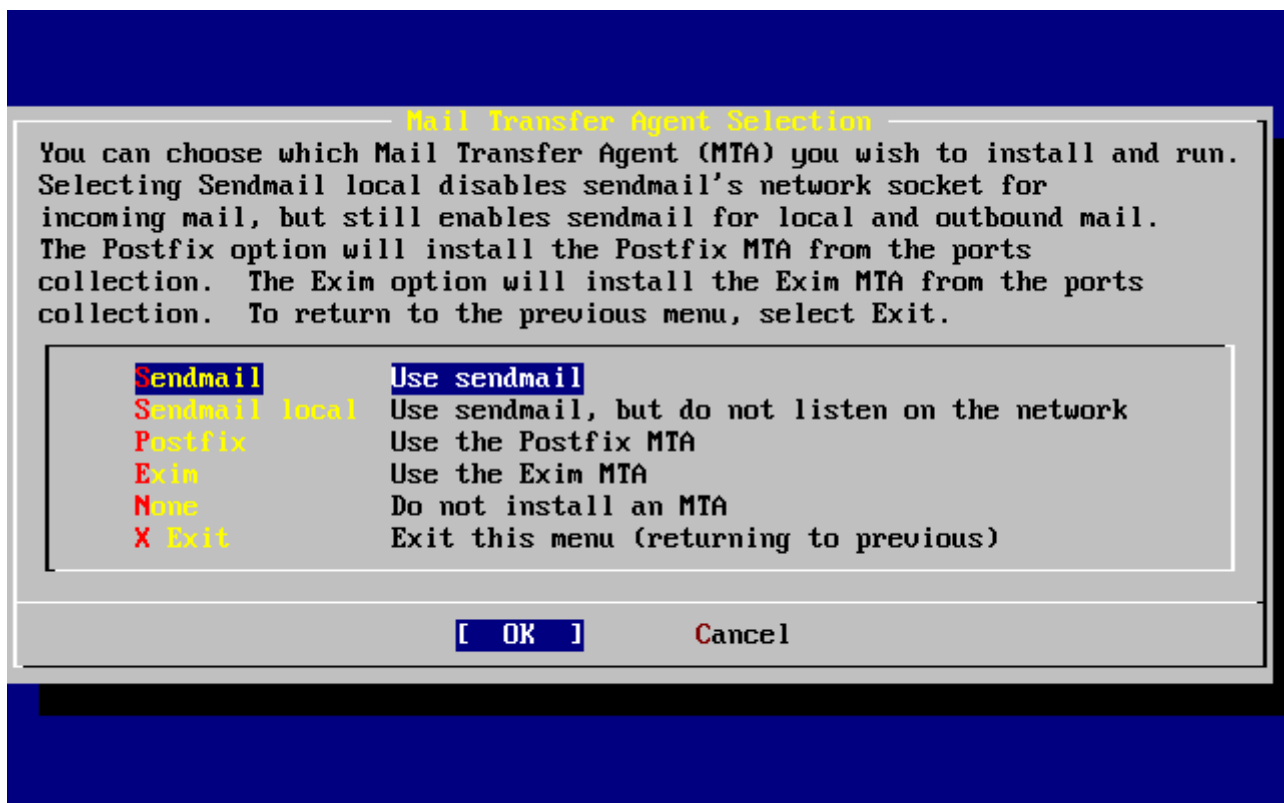 Mail Transfer Agent Selection
You can choose which Mail Transfer Agent (MTA) you wish to install and run.
Selecting Sendmail local disables sendmail's network socket for
incoming mail, but still enables sendmail for local and outbound mail.
The Postfix option will install the Postfix MTA from the ports
collection.  The Exim option will install the Exim MTA from the ports
collection.  To return to the previous menu, select Exit.
Sendmail Use sendmail
Sendmail local Use sendmail, but do not listen on the network
Postfix Use the Postfix MTA
Exim Use the Exim MTA
None Do not install an MTA
X Exit Exit this menu (returning to previous)
[ OK ] Cancel